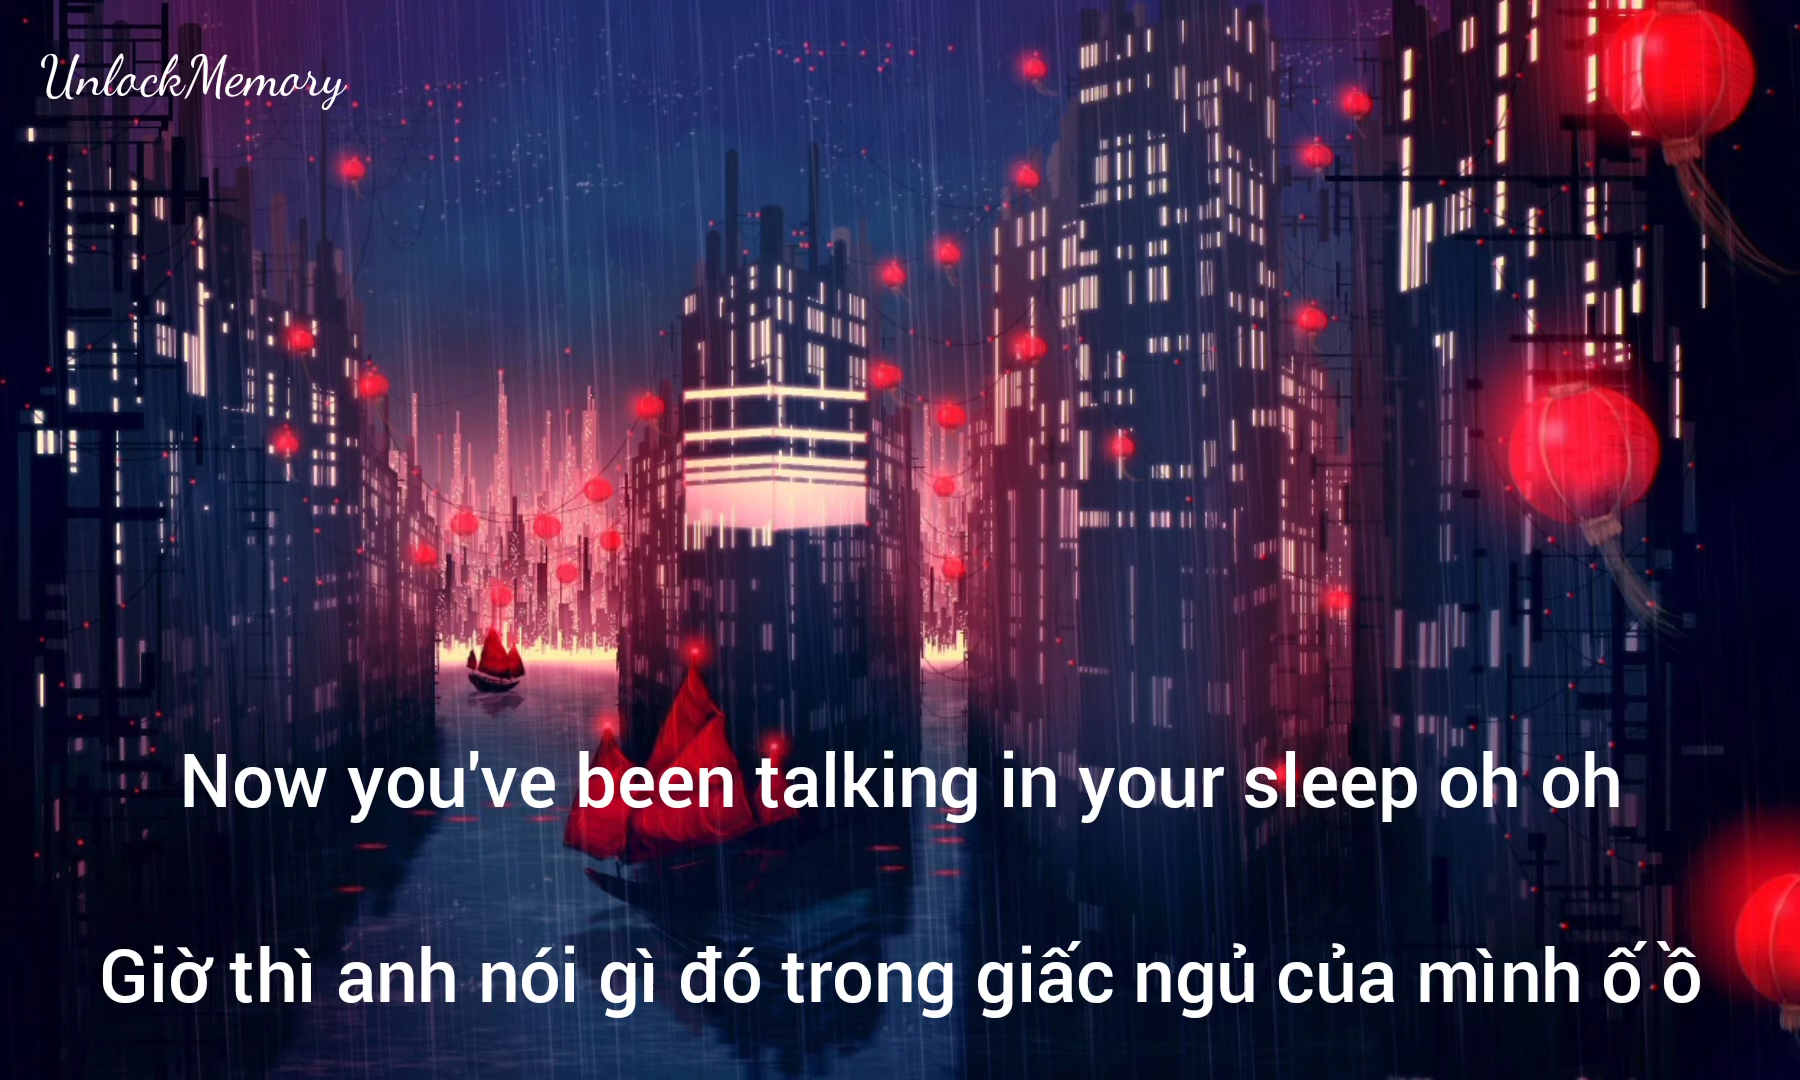 UnlockMemory
Now you've been talking in your sleep oh oh
Giờ thì anh nói gì đó trong giấc ngủ của mình ố ồ